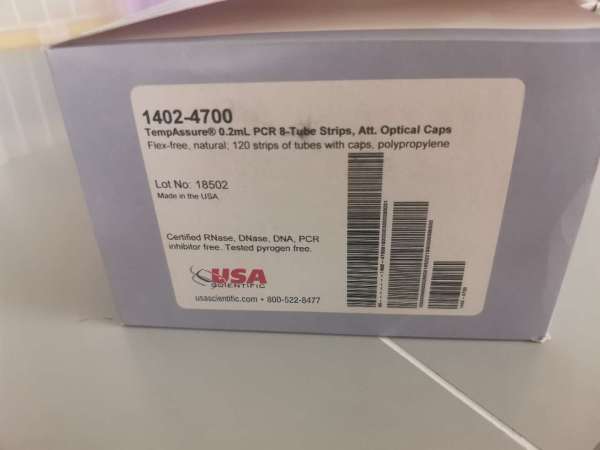 1402-4700
TempAssure® 0.2mL PCR 8-Tube Strips, Att. Optical Caps
Flex-free, natural; 120 strips of tubes with caps, polypropylene
Lot No: 18502
Made in the USA
Certified RNase, DNase, DNA, PCR
inhibitor free. Tested pyrogen free.
USA
SCIENTIFIC
usascientific.com • 800-522-8477